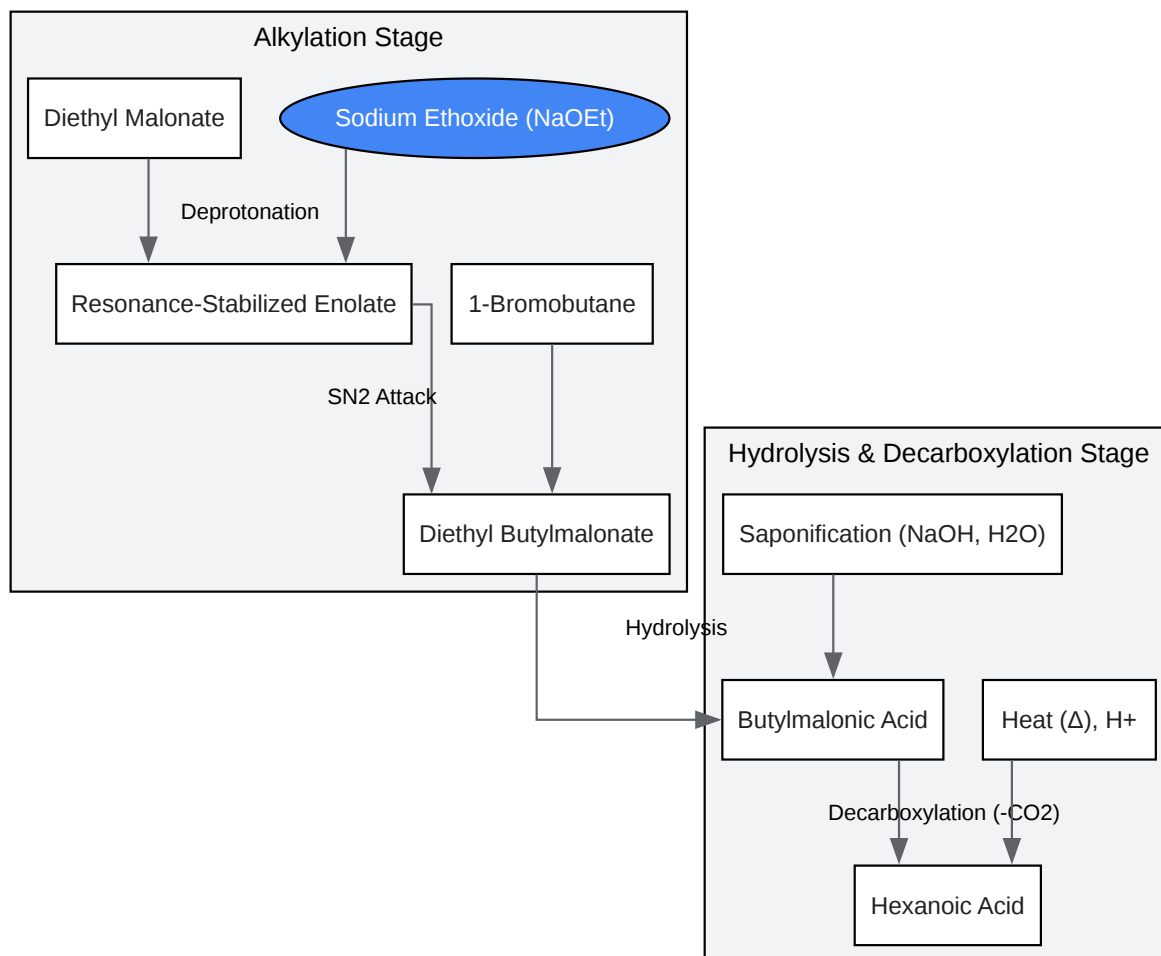 Alkylation Stage
Diethyl Malonate
Sodium Ethoxide (NaOEt)
Deprotonation
Resonance-Stabilized Enolate
1-Bromobutane
SN2 Attack
Diethyl Butylmalonate
Hydrolysis & Decarboxylation Stage
Saponification (NaOH, H2O)
Hydrolysis
Butylmalonic Acid
Heat (Δ), H+
Decarboxylation (-CO2)
Hexanoic Acid